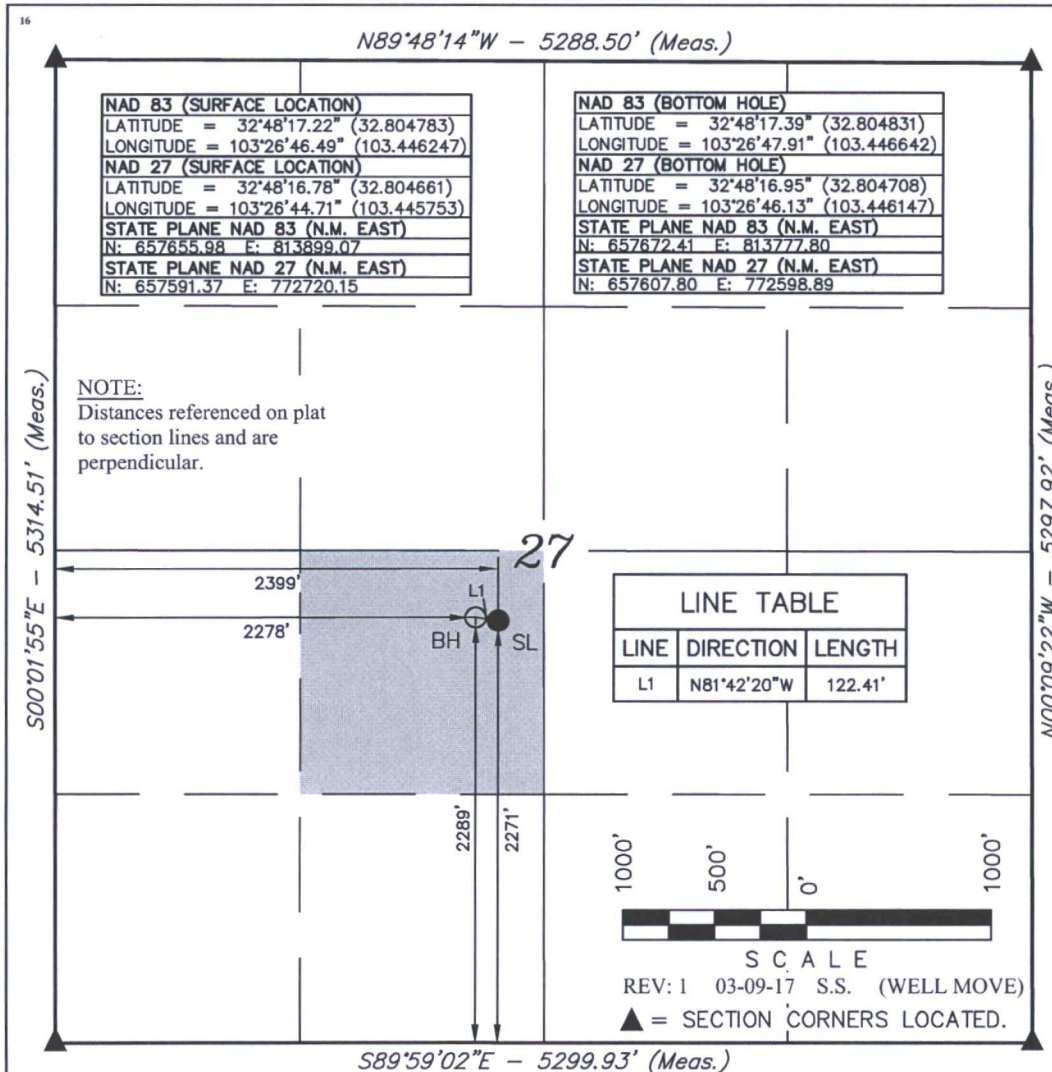 16
N89°48'14"W – 5288.50' (Meas.)
NAD 83 (SURFACE LOCATION)
LATITUDE = 32°48'17.22" (32.804783)
LONGITUDE = 103°26'46.49" (103.446247)
NAD 27 (SURFACE LOCATION)
LATITUDE = 32°48'16.78" (32.804661)
LONGITUDE = 103°26'44.71" (103.445753)
STATE PLANE NAD 83 (N.M. EAST)
N: 657655.98 E: 813899.07
STATE PLANE NAD 27 (N.M. EAST)
N: 657591.37 E: 772720.15
NAD 83 (BOTTOM HOLE)
LATITUDE = 32°48'17.39" (32.804831)
LONGITUDE = 103°26'47.91" (103.446642)
NAD 27 (BOTTOM HOLE)
LATITUDE = 32°48'16.95" (32.804708)
LONGITUDE = 103°26'46.13" (103.446147)
STATE PLANE NAD 83 (N.M. EAST)
N: 657672.41 E: 813777.80
STATE PLANE NAD 27 (N.M. EAST)
N: 657607.80 E: 772598.89
NOTE:
Distances referenced on plat
to section lines and are
perpendicular.
S00°01'55"E – 5314.51' (Meas.)
N00°09'22"W – 5297.92' (Meas.)
27
2399'
L1
2278'
BH
SL
LINE TABLE
LINE DIRECTION LENGTH
L1 N81°42'20"W 122.41'
2289'
2271'
1000'
500'
0'
1000'
SCALE
REV: 1 03-09-17 S.S. (WELL MOVE)
▲ = SECTION CORNERS LOCATED.
S89°59'02"E – 5299.93' (Meas.)